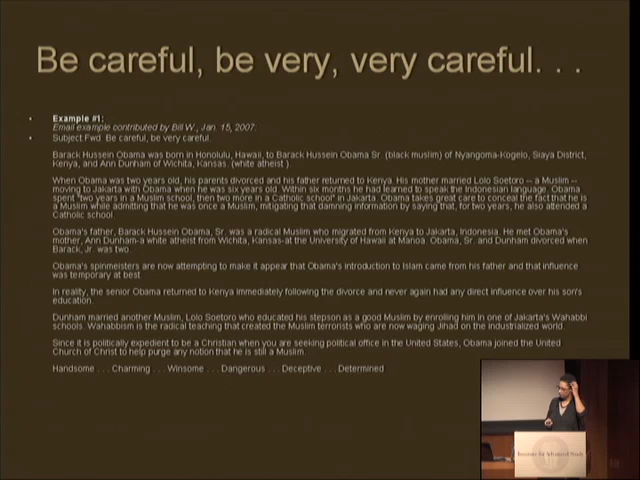 Be careful, be very, very careful. . .
• Example #1:
Email example contributed by Bill W., Jan. 15, 2007:
• Subject Fwd: Be careful, be very careful.
Barack Hussein Obama was born in Honolulu, Hawaii, to Barack Hussein Obama Sr. (black muslim) of Nyangoma-Kogelo, Siaya District,
Kenya, and Ann Dunham of Wichita, Kansas. (white atheist ).
When Obama was two years old, his parents divorced and his father returned to Kenya. His mother married Lolo Soetoro -- a Muslim --
moving to Jakarta with Obama when he was six years old. Within six months he had learned to speak the Indonesian language. Obama
spent "two years in a Muslim school, then two more in a Catholic school" in Jakarta. Obama takes great care to conceal the fact that he is
a Muslim while admitting that he was once a Muslim, mitigating that damning information by saying that, for two years, he also attended a
Catholic school.
Obama's father, Barack Hussein Obama, Sr. was a radical Muslim who migrated from Kenya to Jakarta, Indonesia. He met Obama's
mother, Ann Dunham-a white atheist from Wichita, Kansas-at the University of Hawaii at Manoa. Obama, Sr. and Dunham divorced when
Barack, Jr. was two.
Obama's spinmeisters are now attempting to make it appear that Obama's introduction to Islam came from his father and that influence
was temporary at best.
In reality, the senior Obama returned to Kenya immediately following the divorce and never again had any direct influence over his son's
education.
Dunham married another Muslim, Lolo Soetoro who educated his stepson as a good Muslim by enrolling him in one of Jakarta's Wahabbi
schools. Wahabbism is the radical teaching that created the Muslim terrorists who are now waging Jihad on the industrialized world.
Since it is politically expedient to be a Christian when you are seeking political office in the United States, Obama joined the United
Church of Christ to help purge any notion that he is still a Muslim.
Handsome . . . Charming . . . Winsome . . . Dangerous . . . Deceptive . . . Determined
Institute for Advanced Study